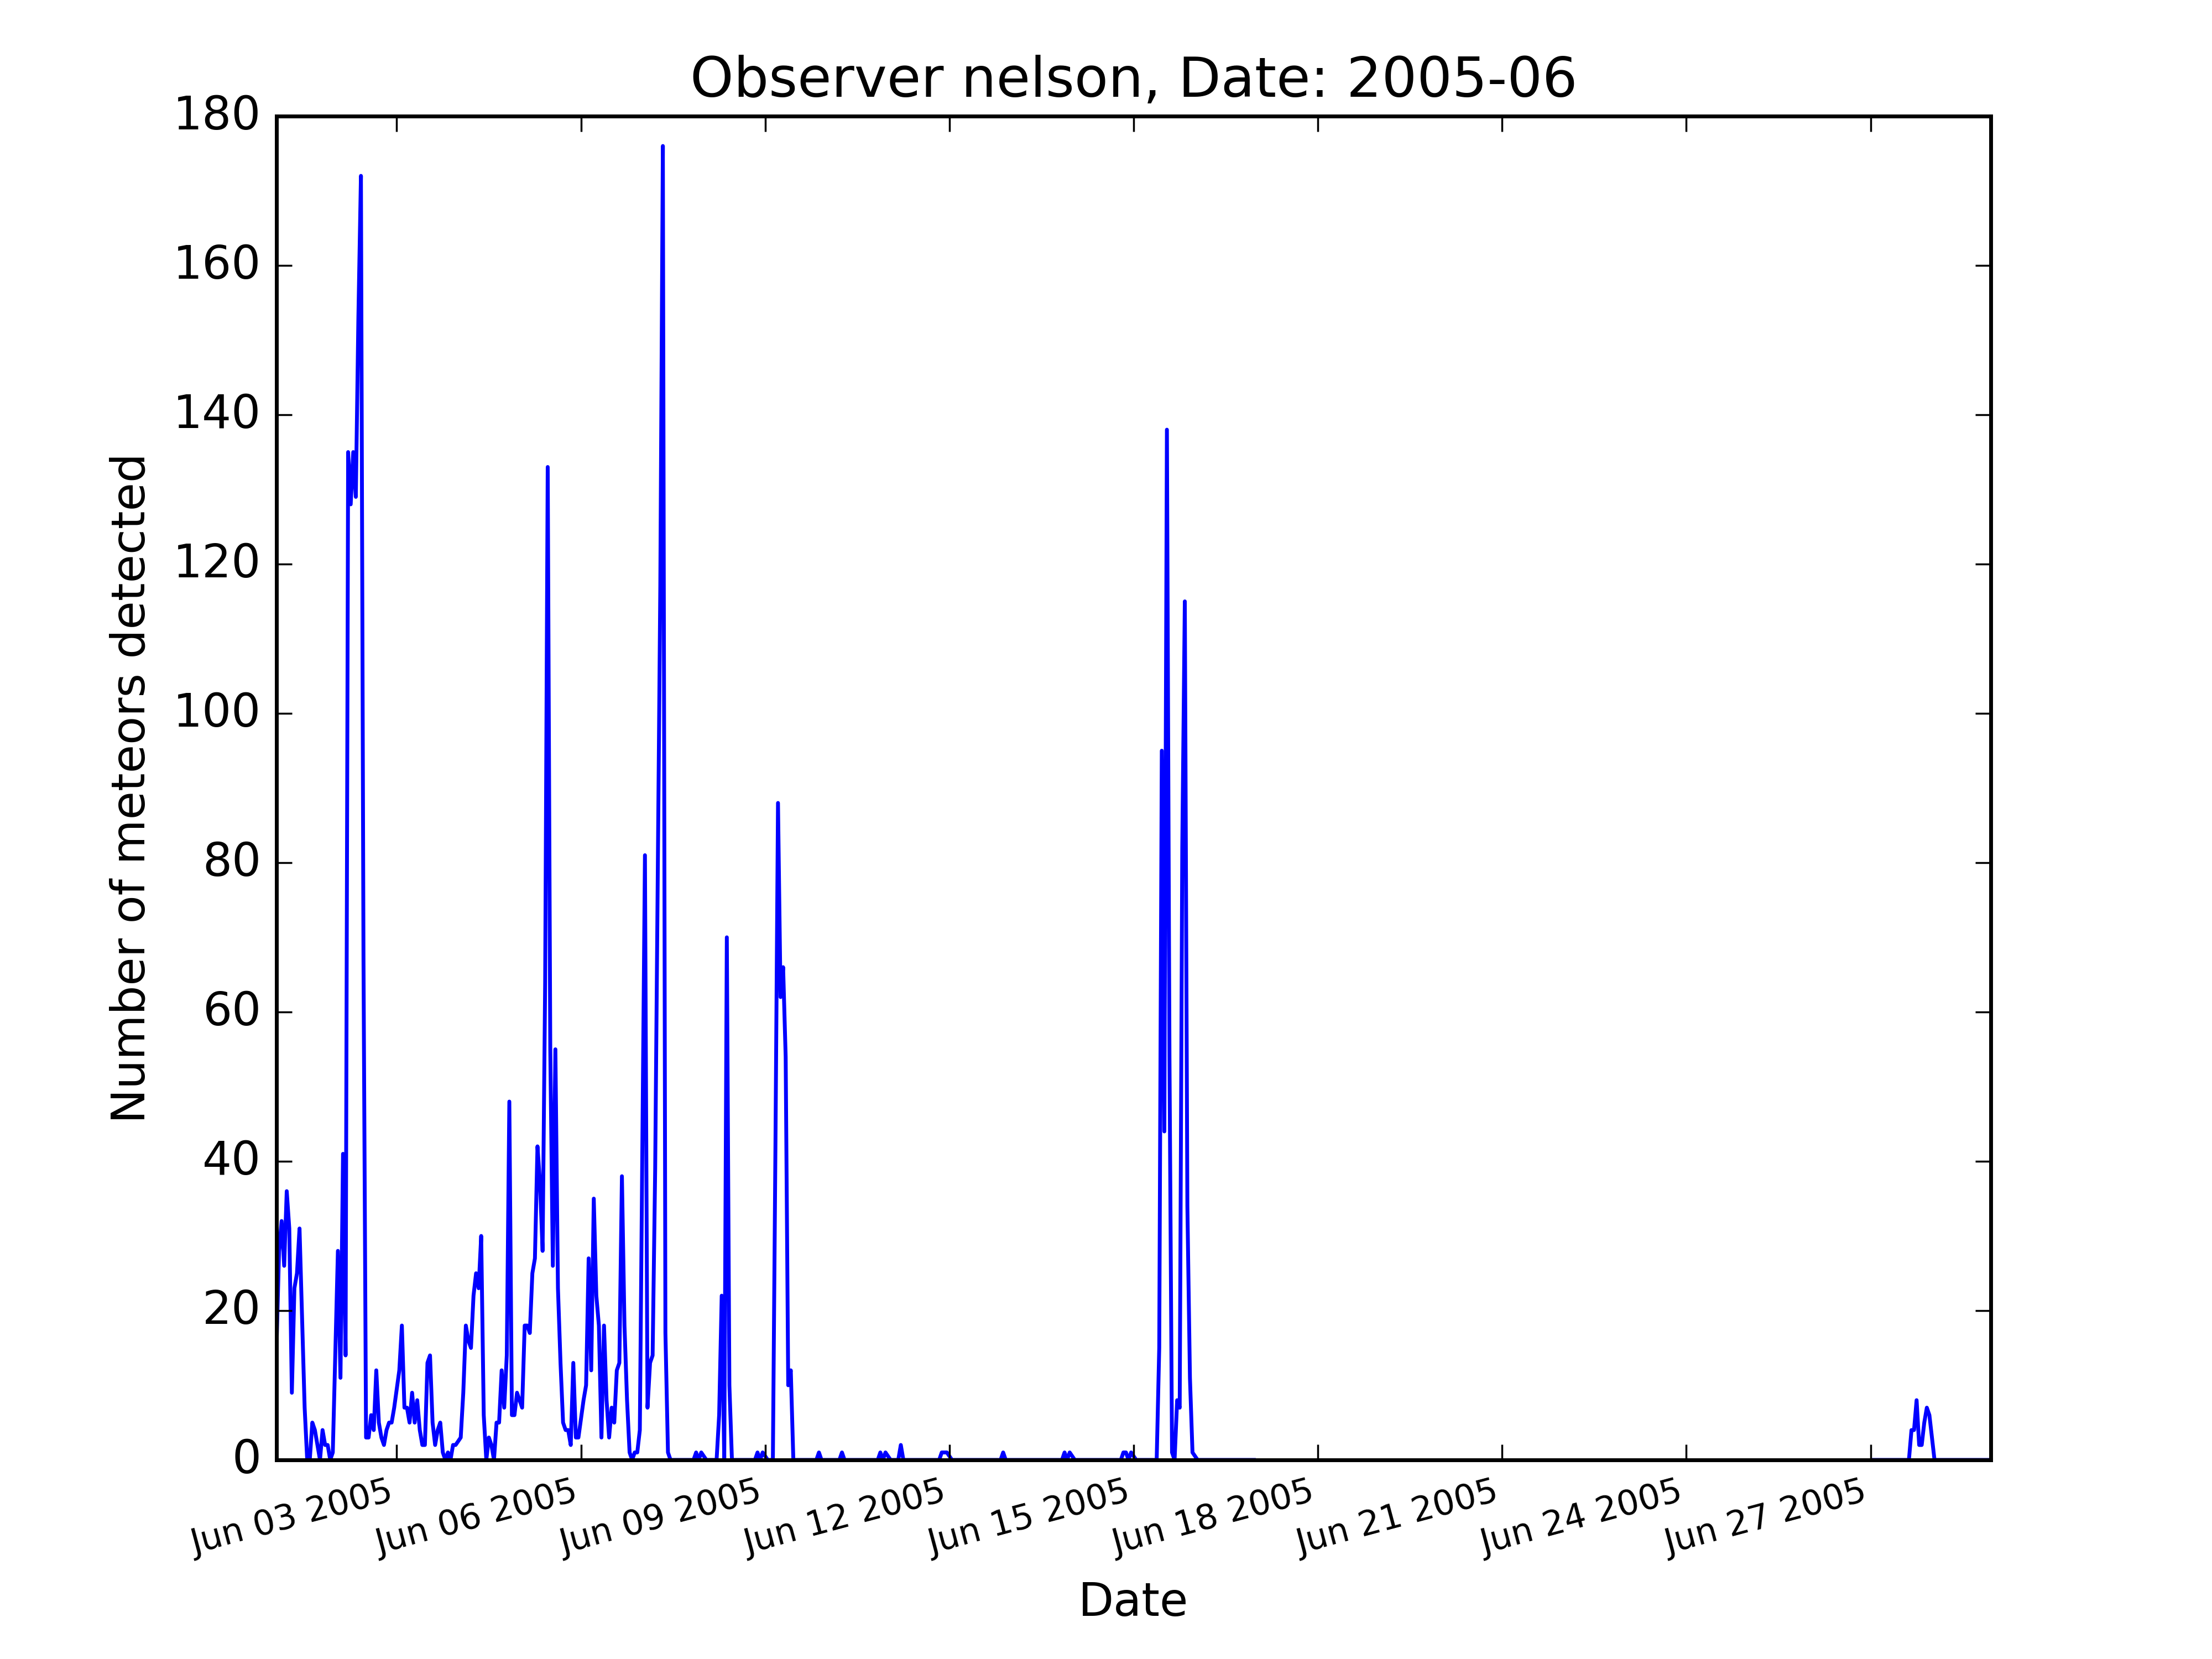 Observer nelson, Date: 2005-06
180
160
140
120
100
80
60
40
20
0
Number of meteors detected
Jun 03 2005
Jun 06 2005
Jun 09 2005
Jun 12 2005
Jun 15 2005
Jun 18 2005
Jun 21 2005
Jun 24 2005
Jun 27 2005
Date